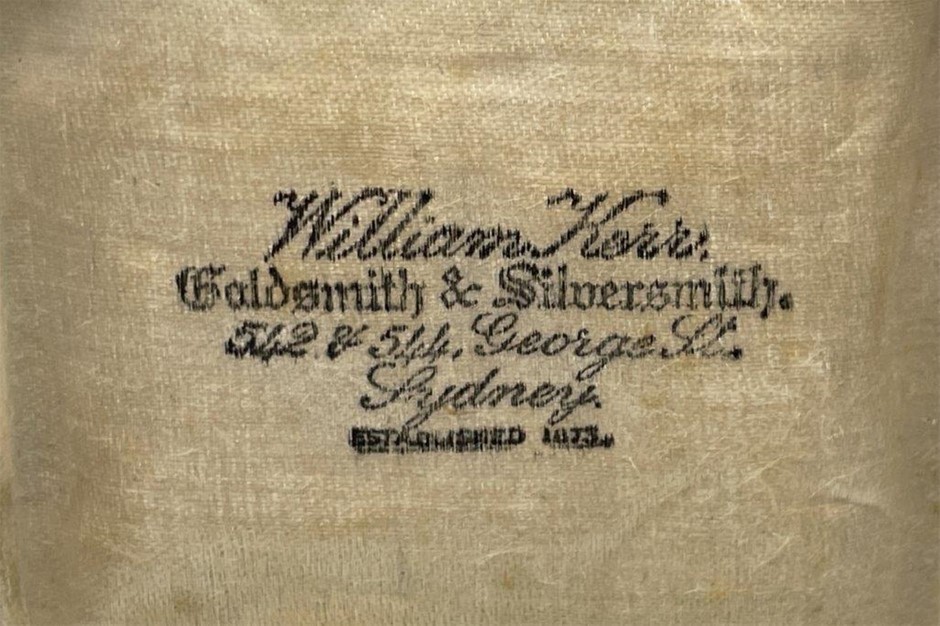 William Kerr.
Goldsmith & Silversmith.
542 & 544, George St.
Sydney.
ESTABLISHED 1873.